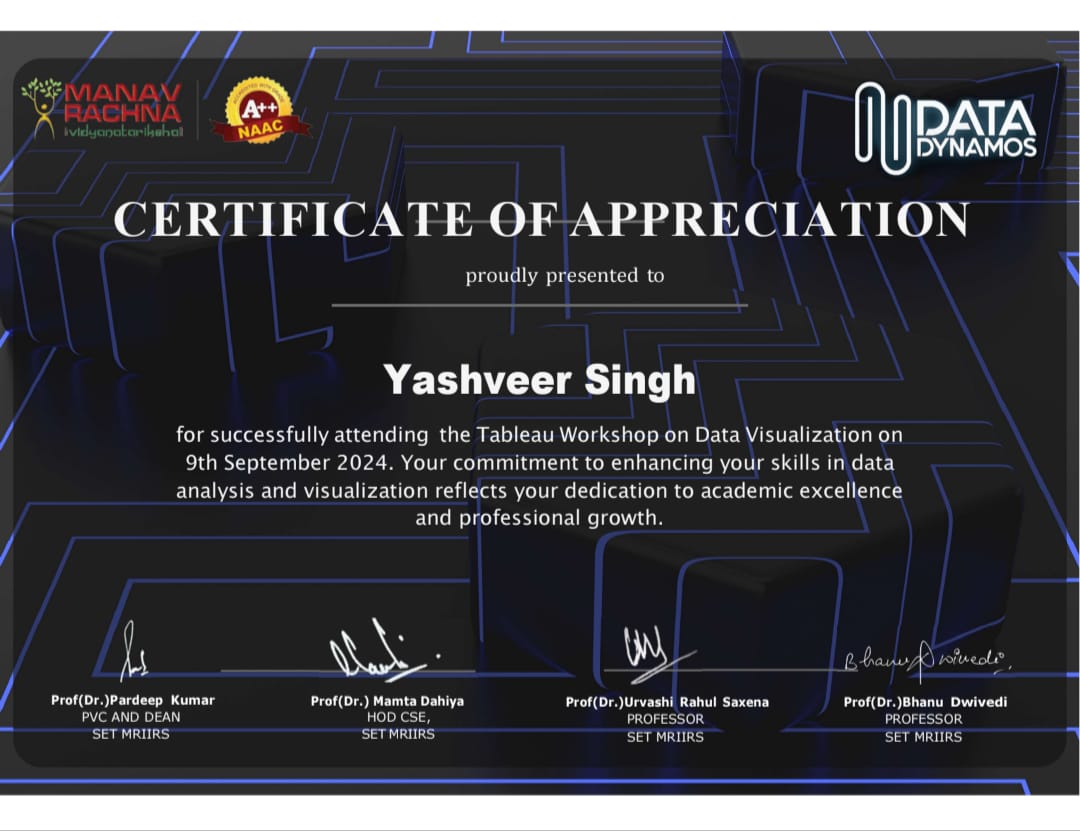 MANAV
RACHNA
vidyanatariksha
ACCREDITED WITH GRADE
A++
NAAC
DATA
DYNAMOS
CERTIFICATE OF APPRECIATION
proudly presented to
Yashveer Singh
for successfully attending the Tableau Workshop on Data Visualization on
9th September 2024. Your commitment to enhancing your skills in data
analysis and visualization reflects your dedication to academic excellence
and professional growth.
Bhanu Dwivedi
Prof(Dr.)Pardeep Kumar
PVC AND DEAN
SET MRIIRS
Prof(Dr.) Mamta Dahiya
HOD CSE,
SET MRIIRS
Prof(Dr.)Urvashi Rahul Saxena
PROFESSOR
SET MRIIRS
Prof(Dr.)Bhanu Dwivedi
PROFESSOR
SET MRIIRS